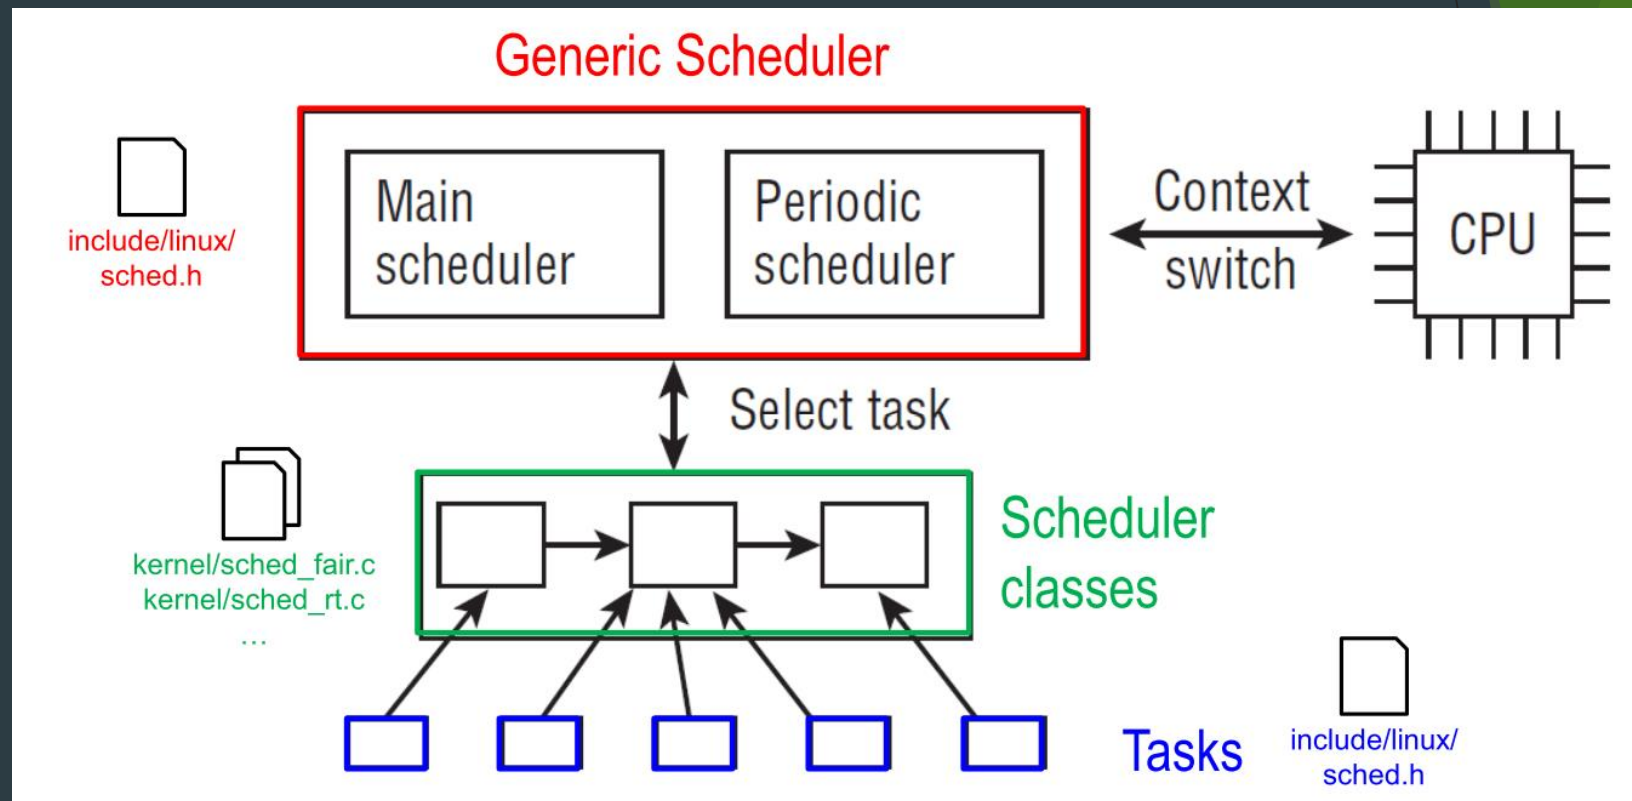 Generic Scheduler
include/linux/
sched.h
Main
scheduler
Periodic
scheduler
Context
switch
CPU
Select task
kernel/sched_fair.c
kernel/sched_rt.c
...
Scheduler
classes
Tasks
include/linux/
sched.h